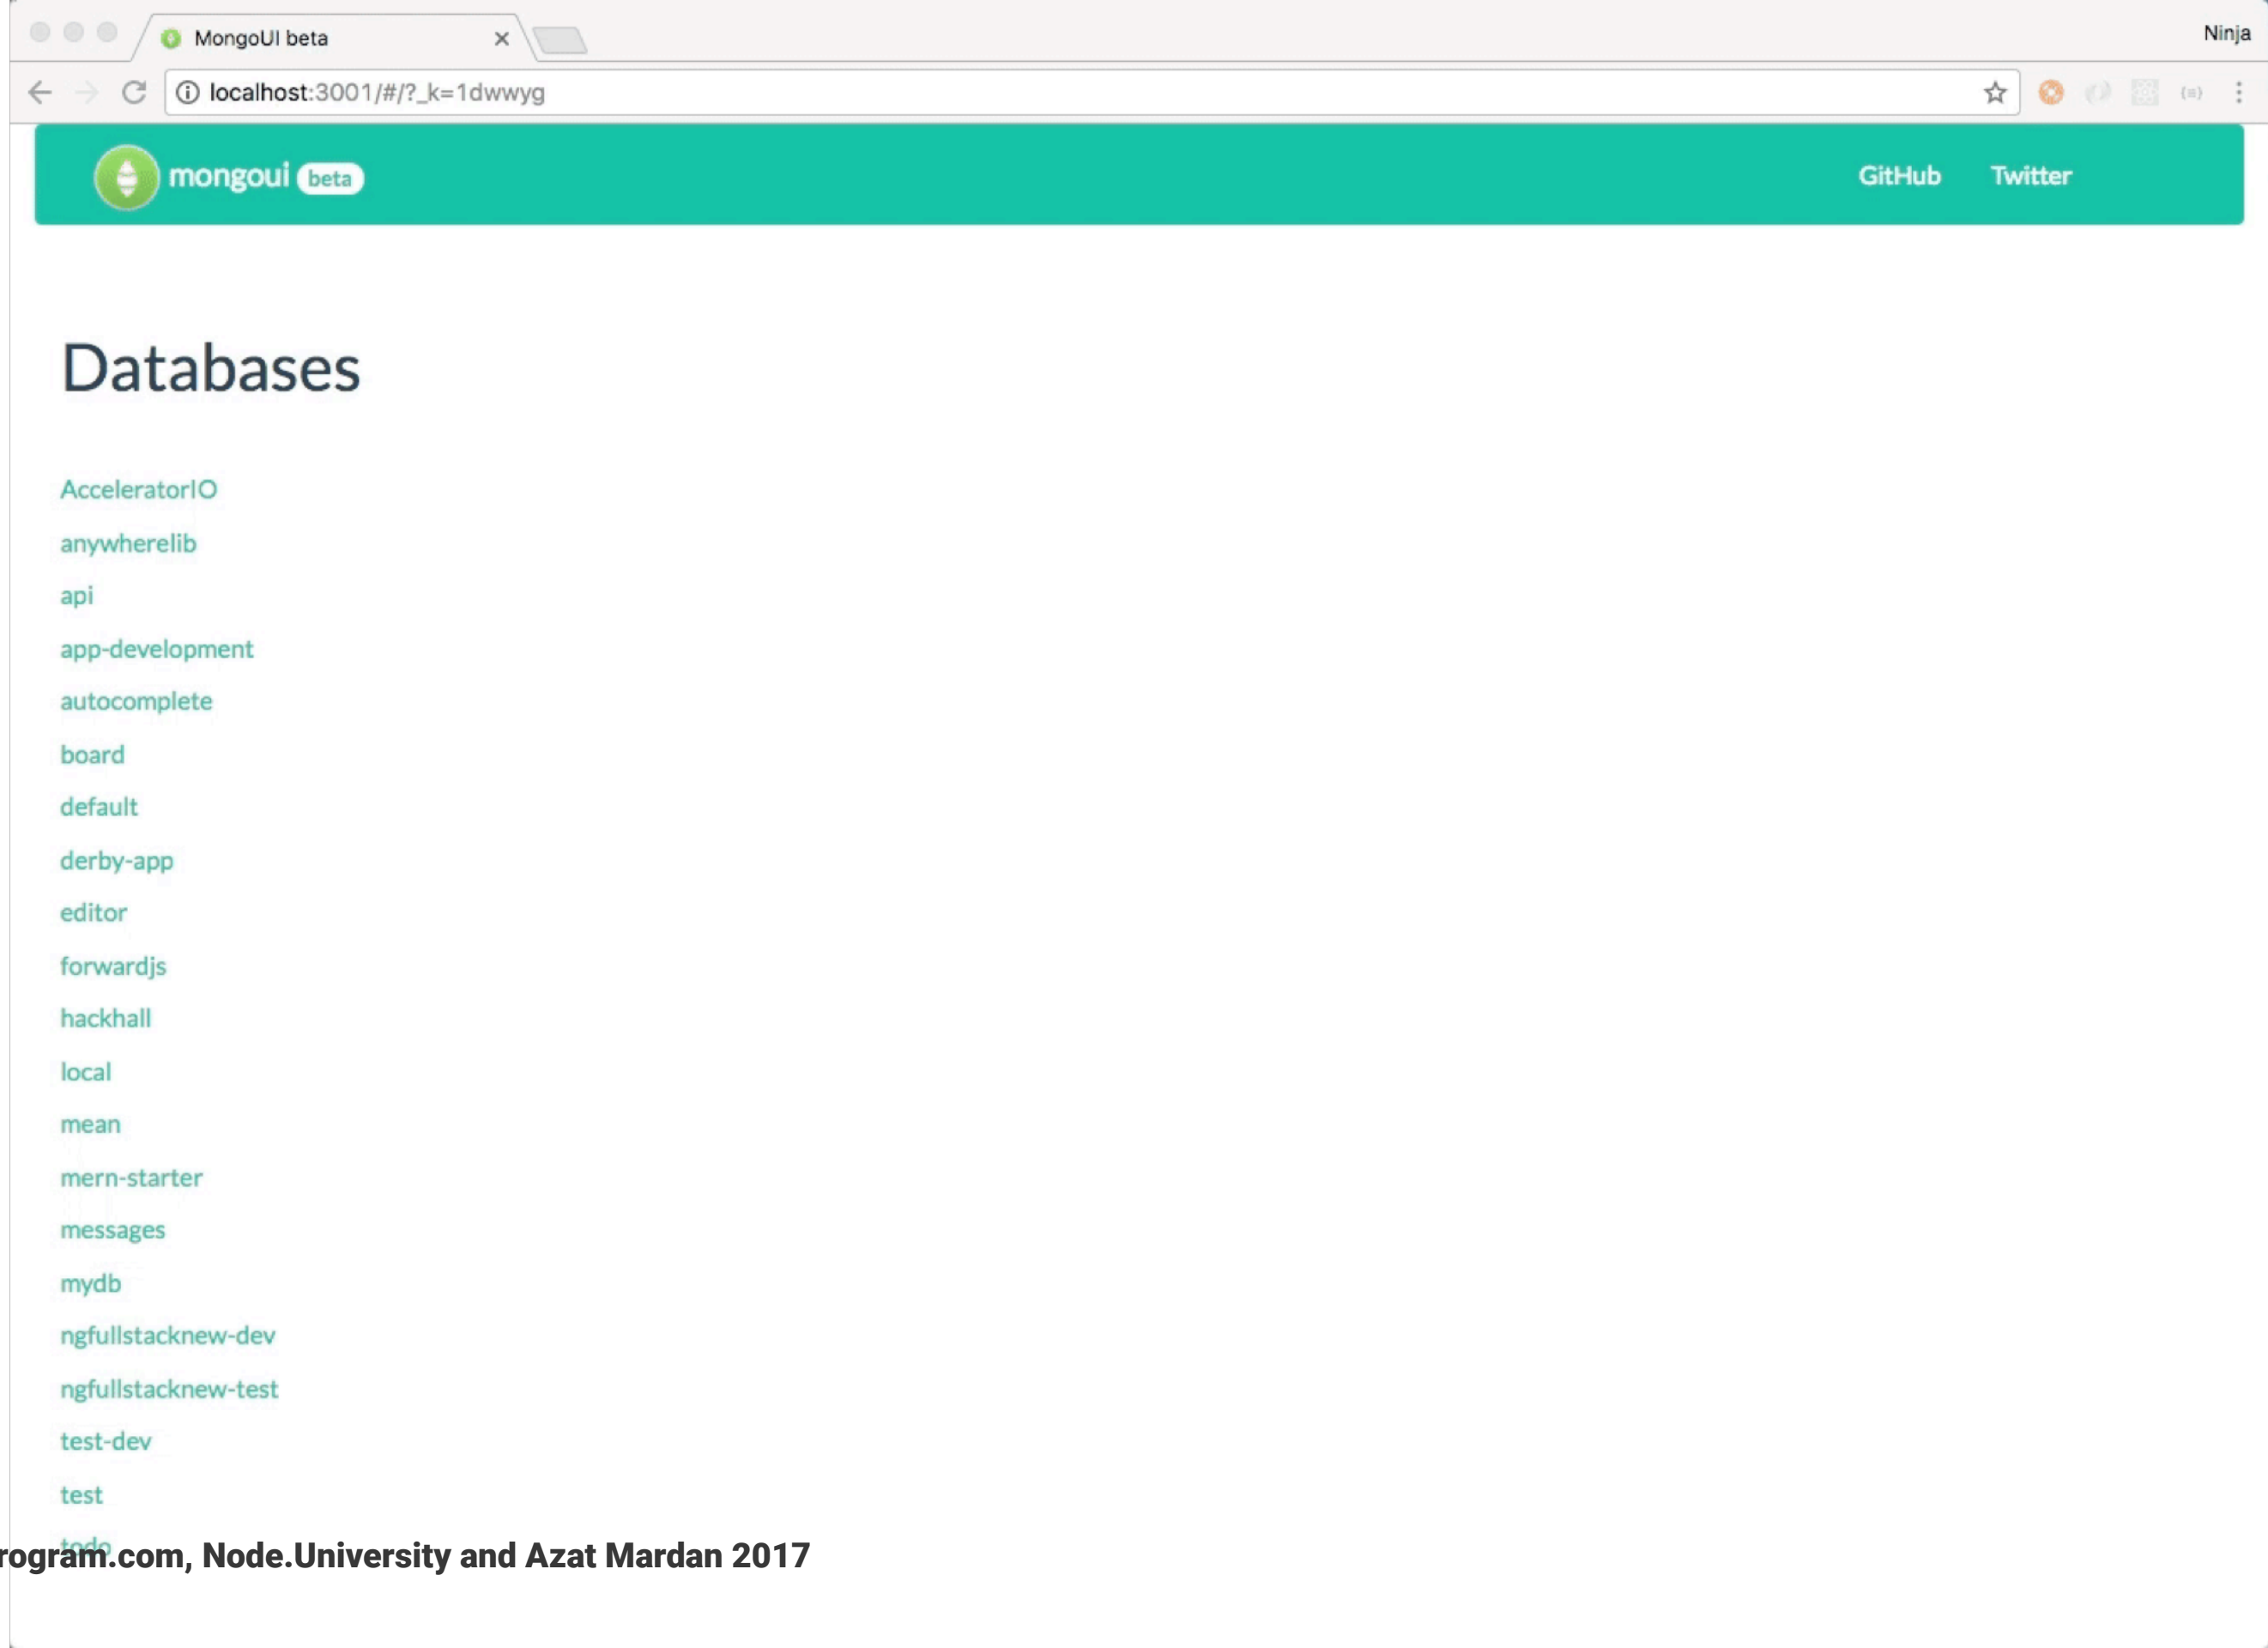 MongoUI beta
Ninja
localhost:3001/#/?_k=1dwwyg
mongoui beta
GitHub Twitter
Databases
AcceleratorIO
anywherelib
api
app-development
autocomplete
board
default
derby-app
editor
forwardjs
hackhall
local
mean
mern-starter
messages
mydb
ngfullstacknew-dev
ngfullstacknew-test
test-dev
test
todo
rogram.com, Node.University and Azat Mardan 2017